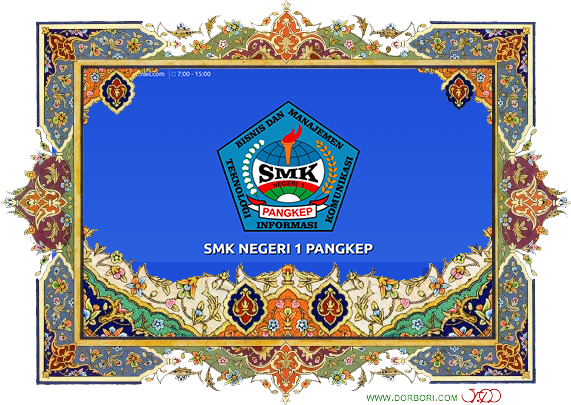 7:00 - 15:00
BISNIS DAN MANAJEMEN
TEKNOLOGI INFORMASI KOMUNIKASI
SMK
NEGERI 1
PANGKEP
SMK NEGERI 1 PANGKEP
WWW.DORBORI.COM